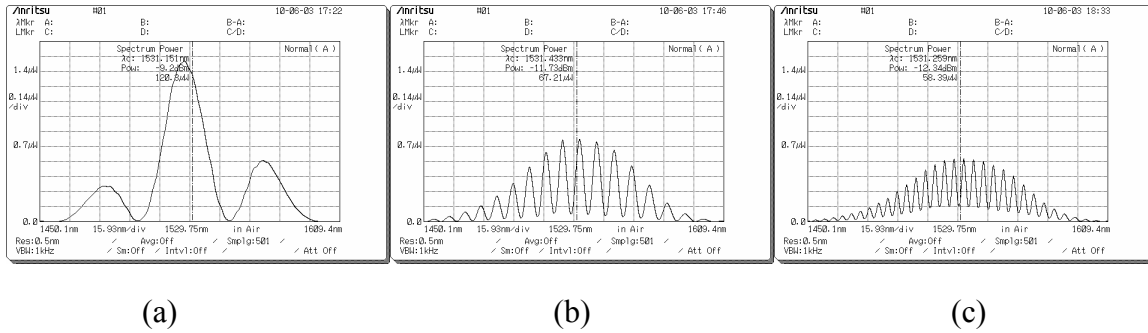 Anritsu #01 10-06-03 17:22
λMkr A: B: B-A:
LMkr C: D: C/D:
Normal(A)
Spectrum Power
λc: 1531.151nm
Pow: -9.2dBm
120.3μW
1.4μW
0.14μW
/div
0.7μW
0.0
1450.1nm 15.93nm/div 1529.75nm in Air 1609.4nm
Res:0.5nm / Avg:Off / Smplg:501 /
VBW:1kHz / Sm:Off / Intvl:Off / / Att Off
(a)
Anritsu #01 10-06-03 17:46
λMkr A: B: B-A:
LMkr C: D: C/D:
Normal(A)
Spectrum Power
λc: 1531.433nm
Pow: -11.73dBm
67.21μW
1.4μW
0.14μW
/div
0.7μW
0.0
1450.1nm 15.93nm/div 1529.75nm in Air 1609.4nm
Res:0.5nm / Avg:Off / Smplg:501 /
VBW:1kHz / Sm:Off / Intvl:Off / / Att Off
(b)
Anritsu #01 10-06-03 18:33
λMkr A: B: B-A:
LMkr C: D: C/D:
Normal(A)
Spectrum Power
λc: 1531.259nm
Pow: -12.34dBm
58.39μW
1.4μW
0.14μW
/div
0.7μW
0.0
1450.1nm 15.93nm/div 1529.75nm in Air 1609.4nm
Res:0.5nm / Avg:Off / Smplg:501 /
VBW:1kHz / Sm:Off / Intvl:Off / / Att Off
(c)